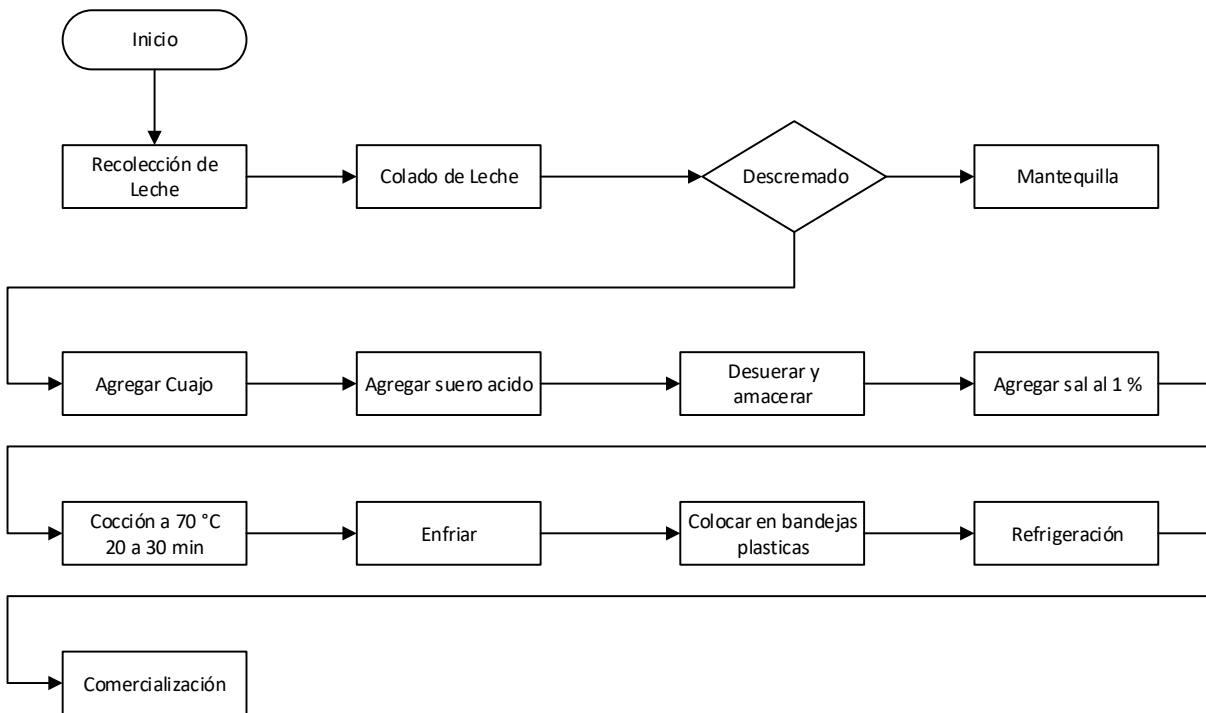 Inicio
Recolección de
Leche
Colado de Leche
Descremado
Mantequilla
Agregar Cuajo
Agregar suero acido
Desuerar y
amacerar
Agregar sal al 1 %
Cocción a 70 °C
20 a 30 min
Enfriar
Colocar en bandejas
plasticas
Refrigeración
Comercialización